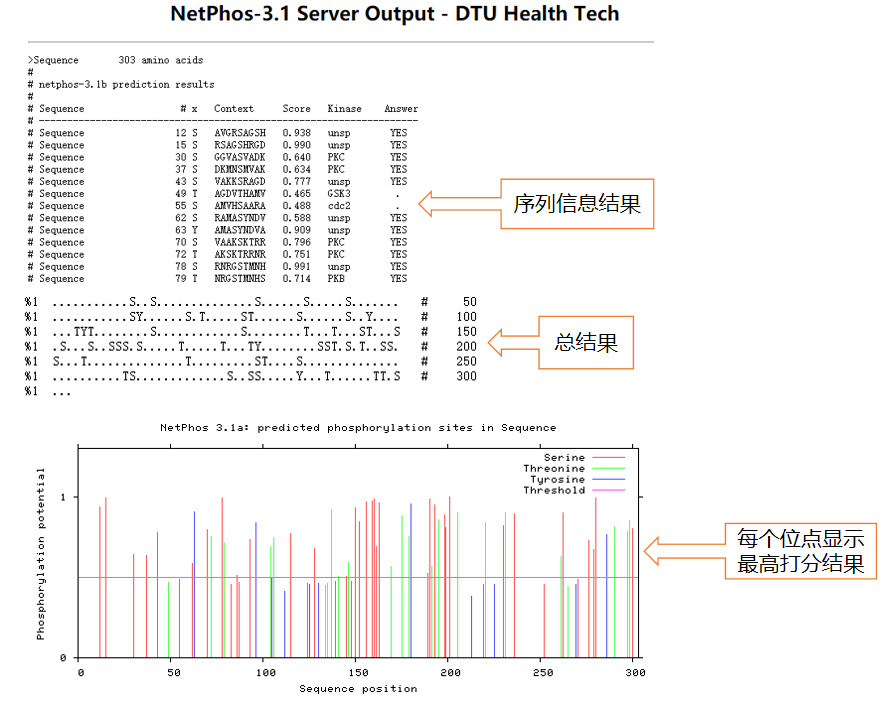 NetPhos-3.1 Server Output - DTU Health Tech
>Sequence 303 amino acids
#
# netphos-3.1b prediction results
#
# Sequence # x Context Score Kinase Answer
# -------------------------------------------------------------------
# Sequence 12 S AVGRSAGSH 0.938 unsp YES
# Sequence 15 S RSAGSHRGD 0.990 unsp YES
# Sequence 30 S GGVASVADK 0.640 PKC YES
# Sequence 37 S DKMNSMVAK 0.634 PKC YES
# Sequence 43 S VAKKSRAGD 0.777 unsp YES
# Sequence 49 T AGDVTHAMV 0.465 GSK3 .
# Sequence 55 S AMVHSAARA 0.488 cdc2 .
# Sequence 62 S RAMASYNDV 0.588 unsp YES
# Sequence 63 Y AMASYNDVA 0.909 unsp YES
# Sequence 70 S VAAKSKTRR 0.796 PKC YES
# Sequence 72 T AKSKTRRNR 0.751 PKC YES
# Sequence 78 S RNRGSTMNH 0.991 unsp YES
# Sequence 79 T NRGSTMNHS 0.714 PKB YES
序列信息结果
%1 ...........S..S..............S......S.....S....... # 50
%1 ...........SY......S.T.....ST......S......S..Y.... # 100
%1 ...TYT........S............S........T...T...ST...S # 150
%1 .S...S..SSS.S.....T.....T...TY........SST.S.T..SS. # 200
%1 S...T..............T.........ST....S.............. # 250
%1 ..........TS.............S..SS.....Y...T......TT.S # 300
%1 ...
总结果
NetPhos 3.1a: predicted phosphorylation sites in Sequence
Serine
Threonine
Tyrosine
Threshold
Phosphorylation potential
1
0
0 50 100 150 200 250 300
Sequence position
每个位点显示
最高打分结果